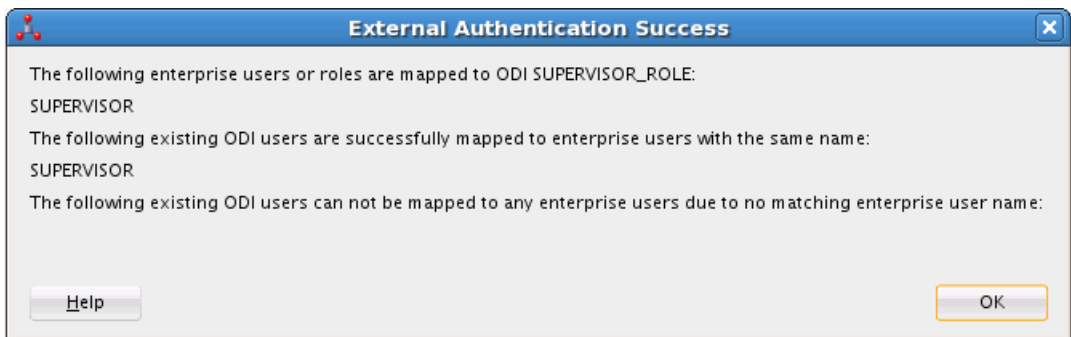 External Authentication Success
The following enterprise users or roles are mapped to ODI SUPERVISOR_ROLE:
SUPERVISOR
The following existing ODI users are successfully mapped to enterprise users with the same name:
SUPERVISOR
The following existing ODI users can not be mapped to any enterprise users due to no matching enterprise user name:
Help
OK